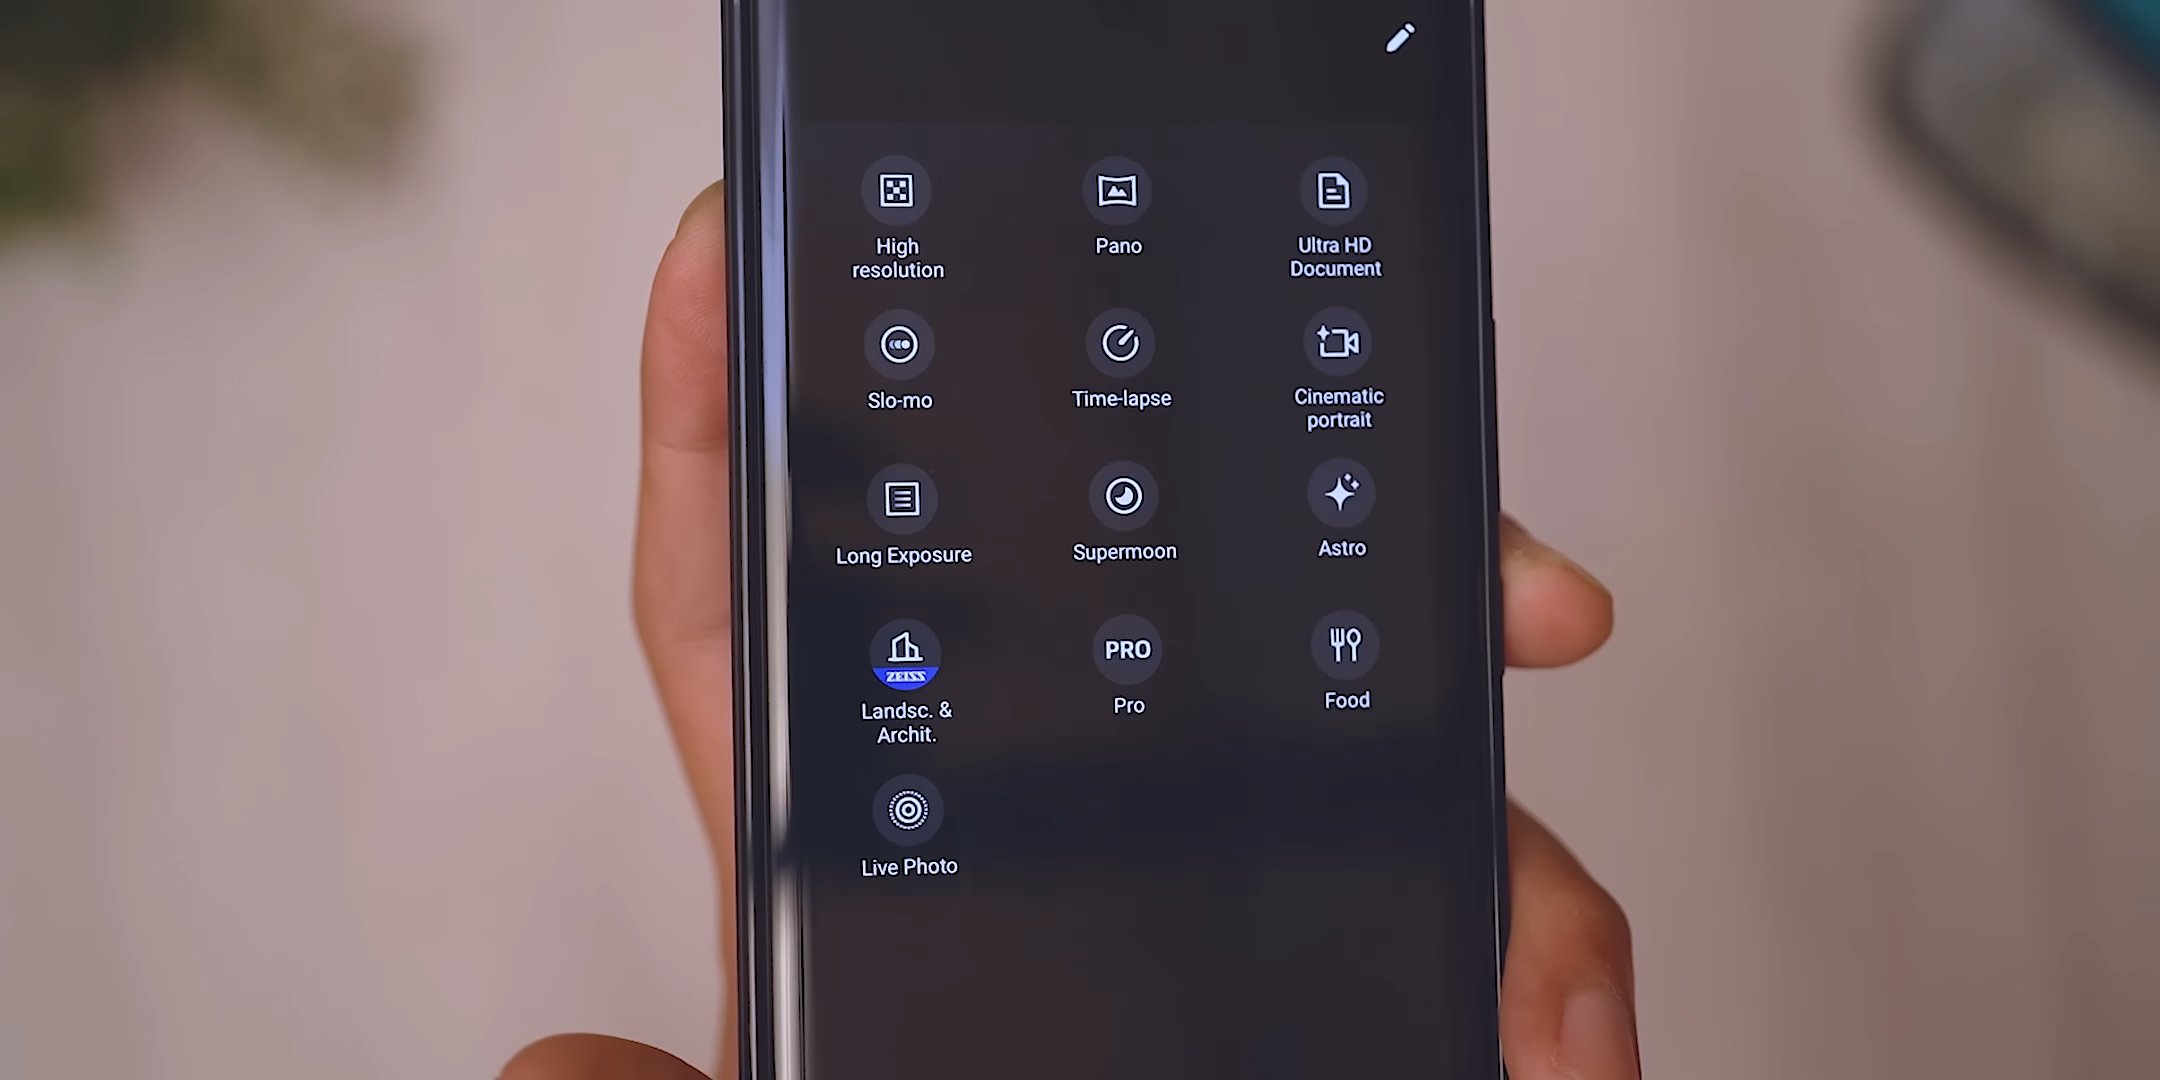 High
resolution
Pano
Ultra HD
Document
Slo-mo
Time-lapse
Cinematic
portrait
Long Exposure
Supermoon
Astro
ZEISS
Landsc. &
Archit.
PRO
Pro
Food
Live Photo